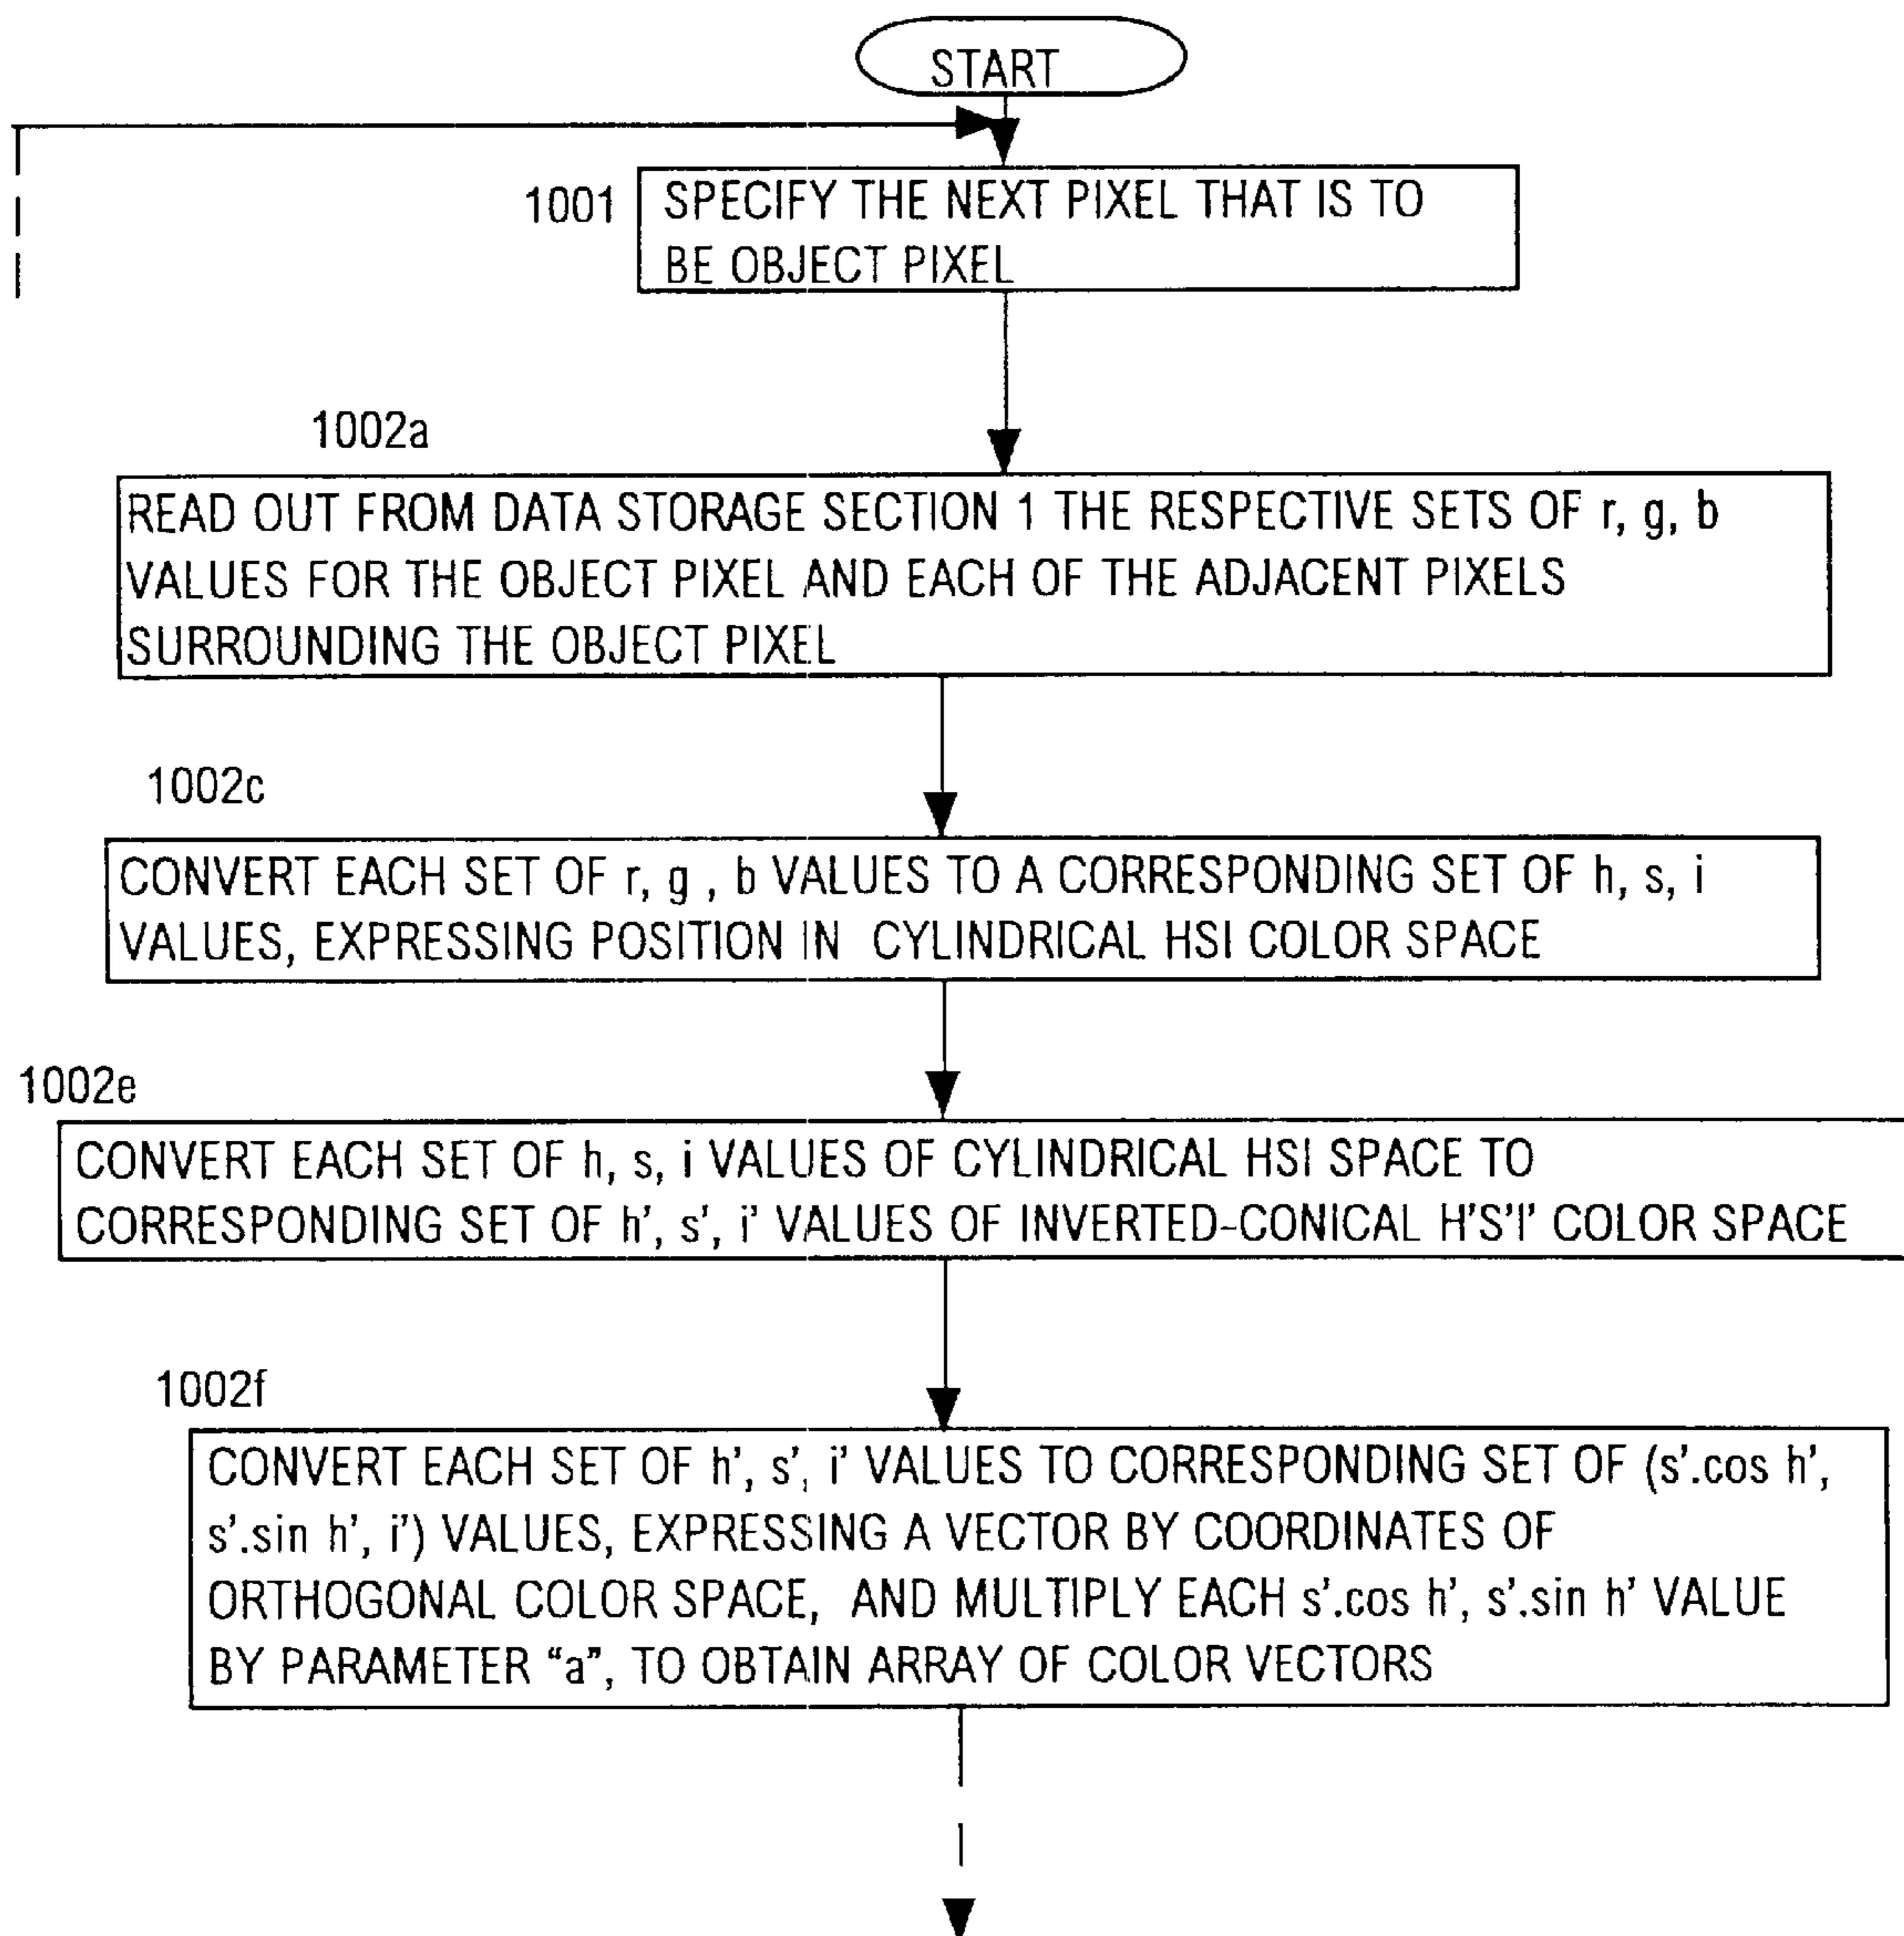 START
1001
SPECIFY THE NEXT PIXEL THAT IS TO
BE OBJECT PIXEL
1002a
READ OUT FROM DATA STORAGE SECTION 1 THE RESPECTIVE SETS OF r, g, b
VALUES FOR THE OBJECT PIXEL AND EACH OF THE ADJACENT PIXELS
SURROUNDING THE OBJECT PIXEL
1002c
CONVERT EACH SET OF r, g , b VALUES TO A CORRESPONDING SET OF h, s, i
VALUES, EXPRESSING POSITION IN CYLINDRICAL HSI COLOR SPACE
1002e
CONVERT EACH SET OF h, s, i VALUES OF CYLINDRICAL HSI SPACE TO
CORRESPONDING SET OF h', s', i' VALUES OF INVERTED-CONICAL H'S'I' COLOR SPACE
1002f
CONVERT EACH SET OF h', s', i' VALUES TO CORRESPONDING SET OF (s'.cos h',
s'.sin h', i') VALUES, EXPRESSING A VECTOR BY COORDINATES OF
ORTHOGONAL COLOR SPACE, AND MULTIPLY EACH s'.cos h', s'.sin h' VALUE
BY PARAMETER “a”, TO OBTAIN ARRAY OF COLOR VECTORS